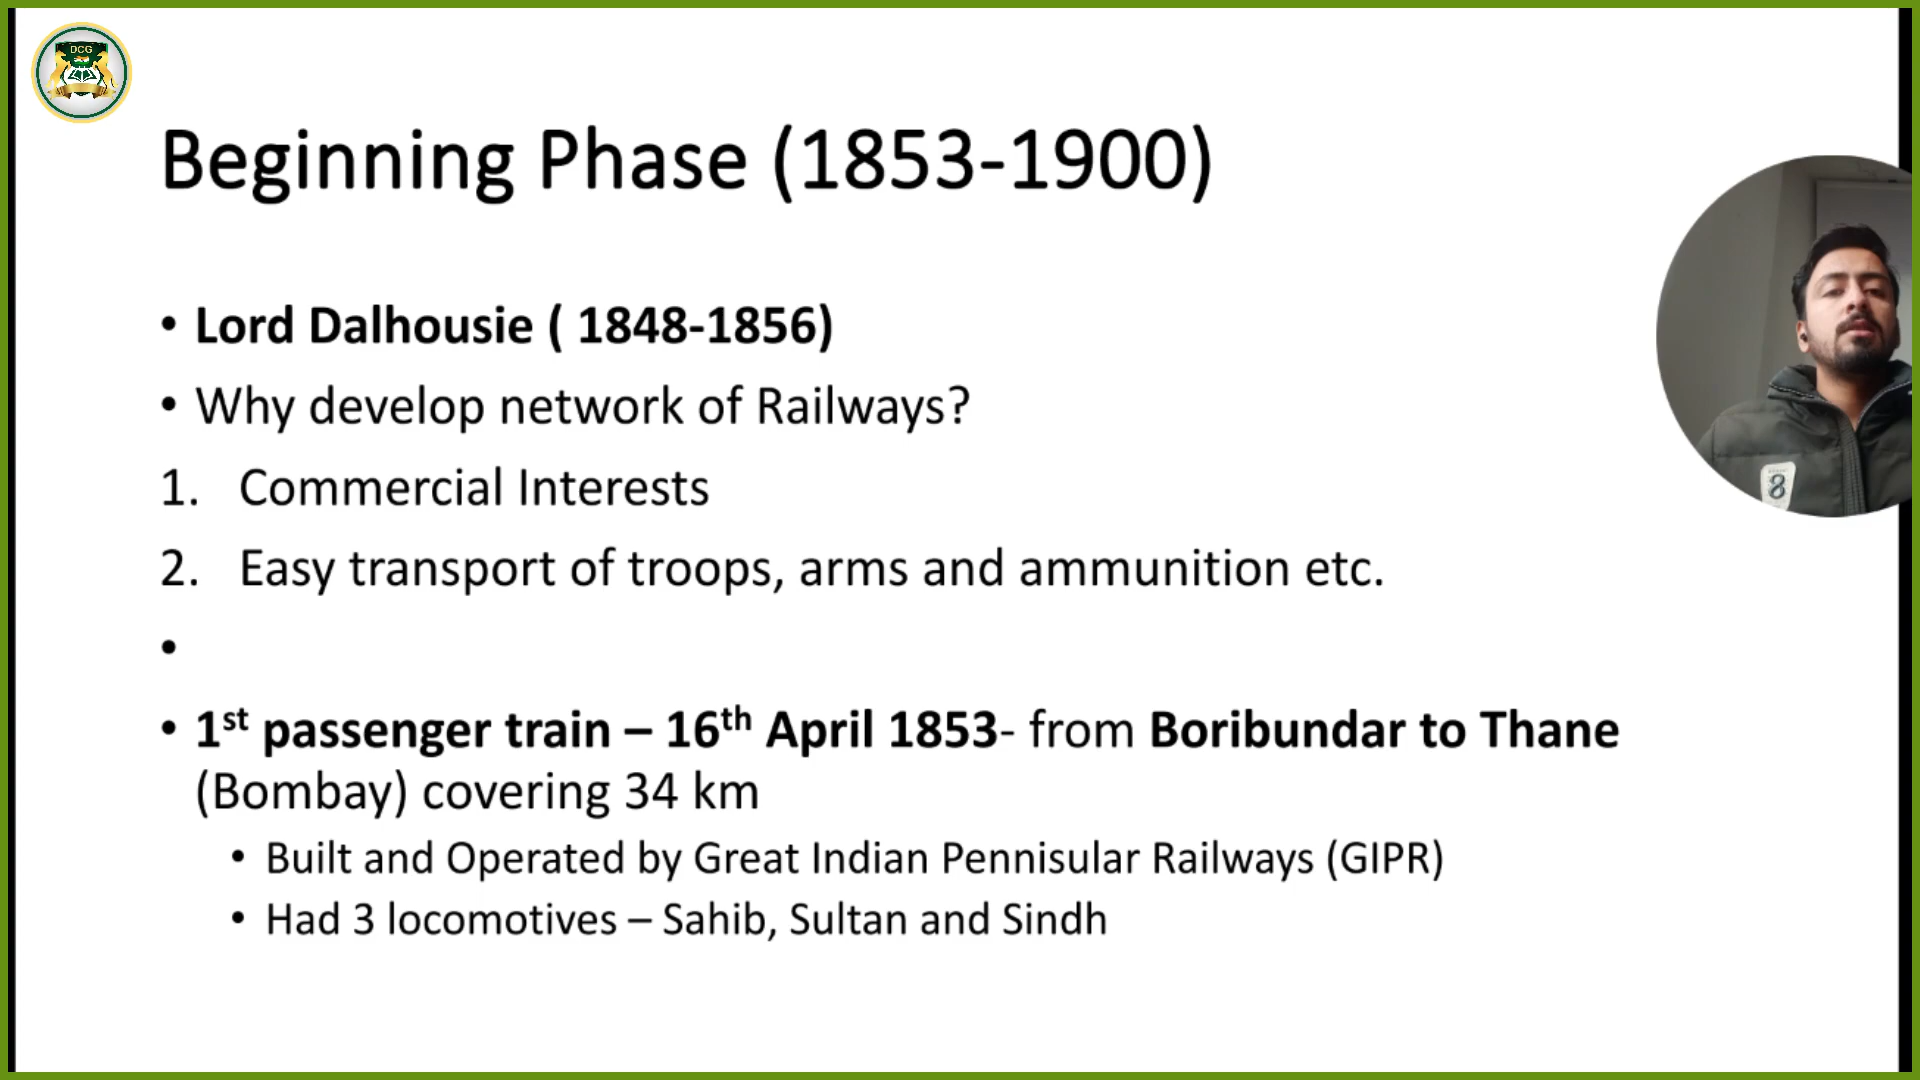 DCG
Beginning Phase (1853-1900)
• Lord Dalhousie ( 1848-1856)
• Why develop network of Railways?
1. Commercial Interests
2. Easy transport of troops, arms and ammunition etc.
•
• 1st passenger train – 16th April 1853- from Boribundar to Thane
(Bombay) covering 34 km
• Built and Operated by Great Indian Pennisular Railways (GIPR)
• Had 3 locomotives – Sahib, Sultan and Sindh
8